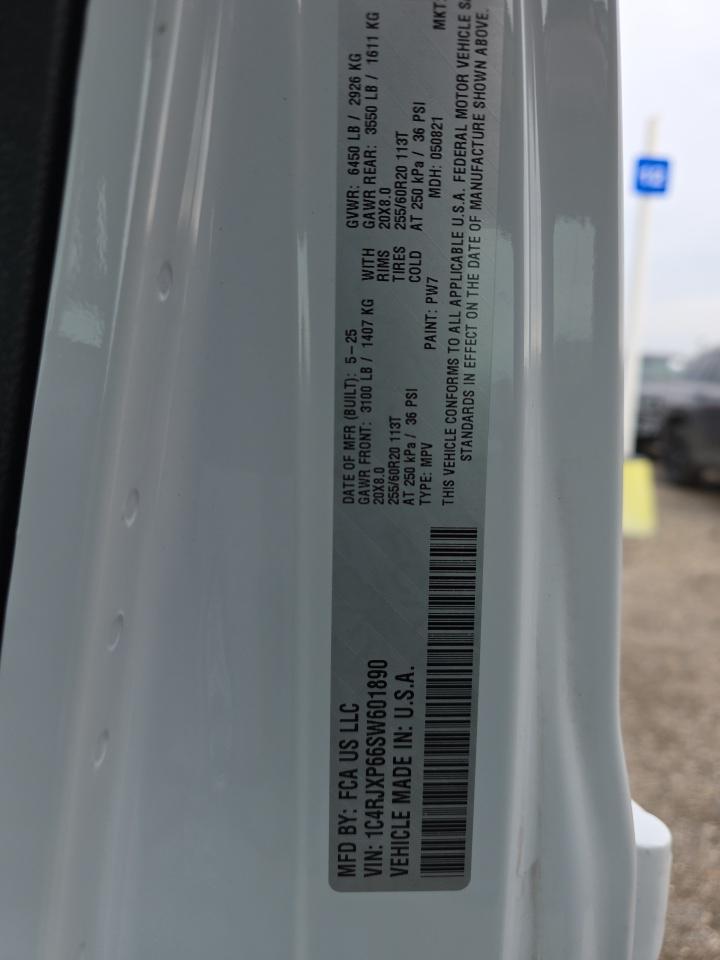 MFD BY: FCA US LLC
VIN: 1C4RJXP66SW601890
VEHICLE MADE IN: U.S.A.
DATE OF MFR (BUILT): 5-25 GVWR: 6450 LB / 2926 KG
GAWR FRONT: 3100 LB / 1407 KG WITH GAWR REAR: 3550 LB / 1611 KG
20X8.0 RIMS 20X8.0
255/60R20 113T TIRES 255/60R20 113T
AT 250 kPa / 36 PSI COLD AT 250 kPa / 36 PSI
TYPE: MPV PAINT: PW7 MDH: 050821 MKT:
THIS VEHICLE CONFORMS TO ALL APPLICABLE U.S.A. FEDERAL MOTOR VEHICLE
STANDARDS IN EFFECT ON THE DATE OF MANUFACTURE SHOWN ABOVE.